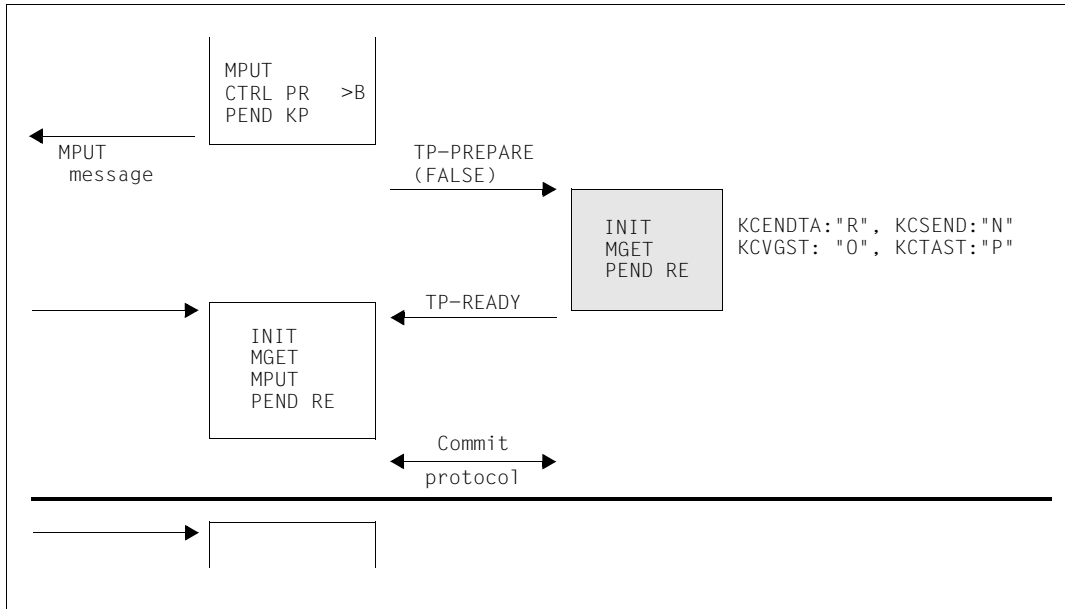 MPUT
CTRL PR >B
PEND KP
MPUT
message
TP-PREPARE
(FALSE)
INIT
MGET
PEND RE
KCENDTA:"R", KCSEND:"N"
KCVGST: "O", KCTAST:"P"
TP-READY
INIT
MGET
MPUT
PEND RE
Commit
protocol